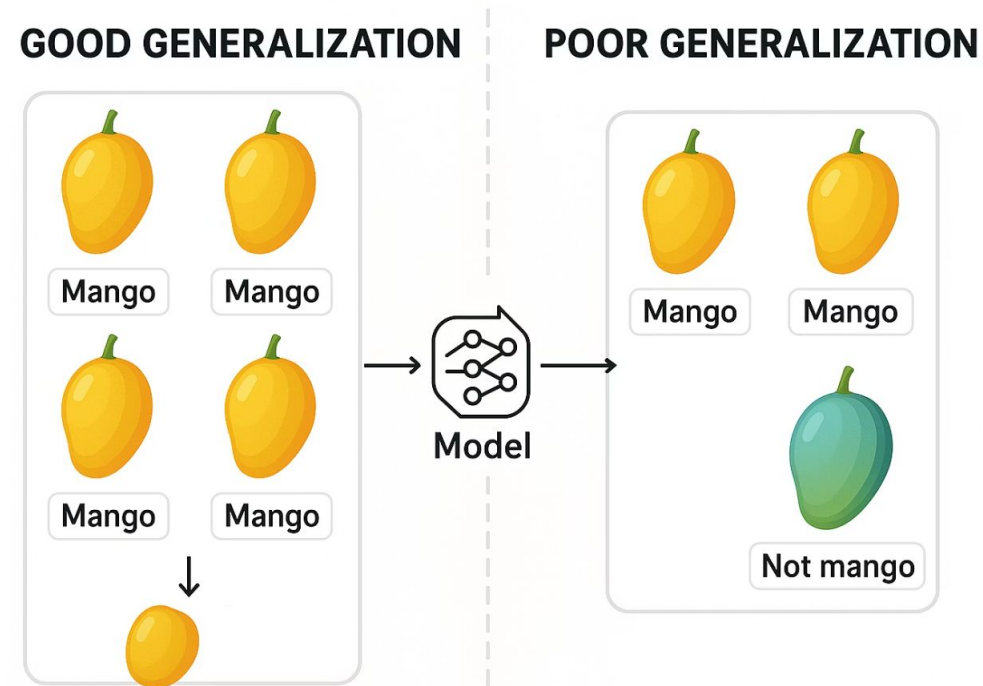 GOOD GENERALIZATION
POOR GENERALIZATION
Mango
Mango
Mango
Mango
Model
Mango
Mango
Not mango